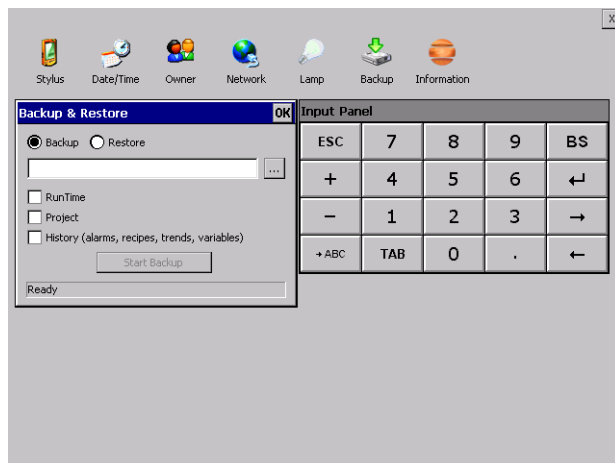 X
Stylus Date/Time Owner Network Lamp Backup Information
Backup & Restore OK
Backup Restore
...
RunTime
Project
History (alarms, recipes, trends, variables)
Start Backup
Ready
Input Panel
ESC 7 8 9 BS
+ 4 5 6 ↵
− 1 2 3 →
→ABC TAB 0 . ←